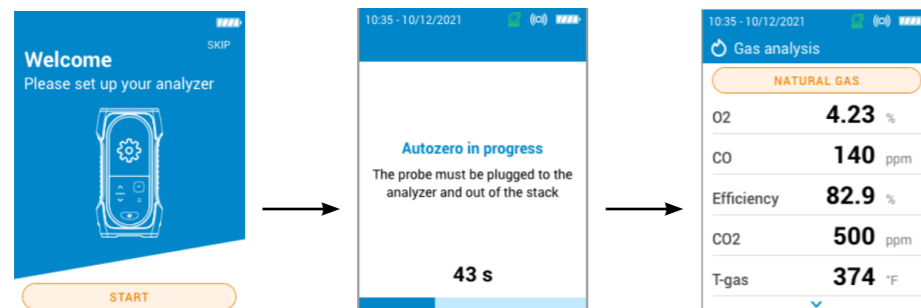 SKIP
Welcome
Please set up your analyzer
START
10:35 - 10/12/2021
Autozero in progress
The probe must be plugged to the
analyzer and out of the stack
43 s
10:35 - 10/12/2021
Gas analysis
NATURAL GAS
O2 4.23 %
CO 140 ppm
Efficiency 82.9 %
CO2 500 ppm
T-gas 374 °F